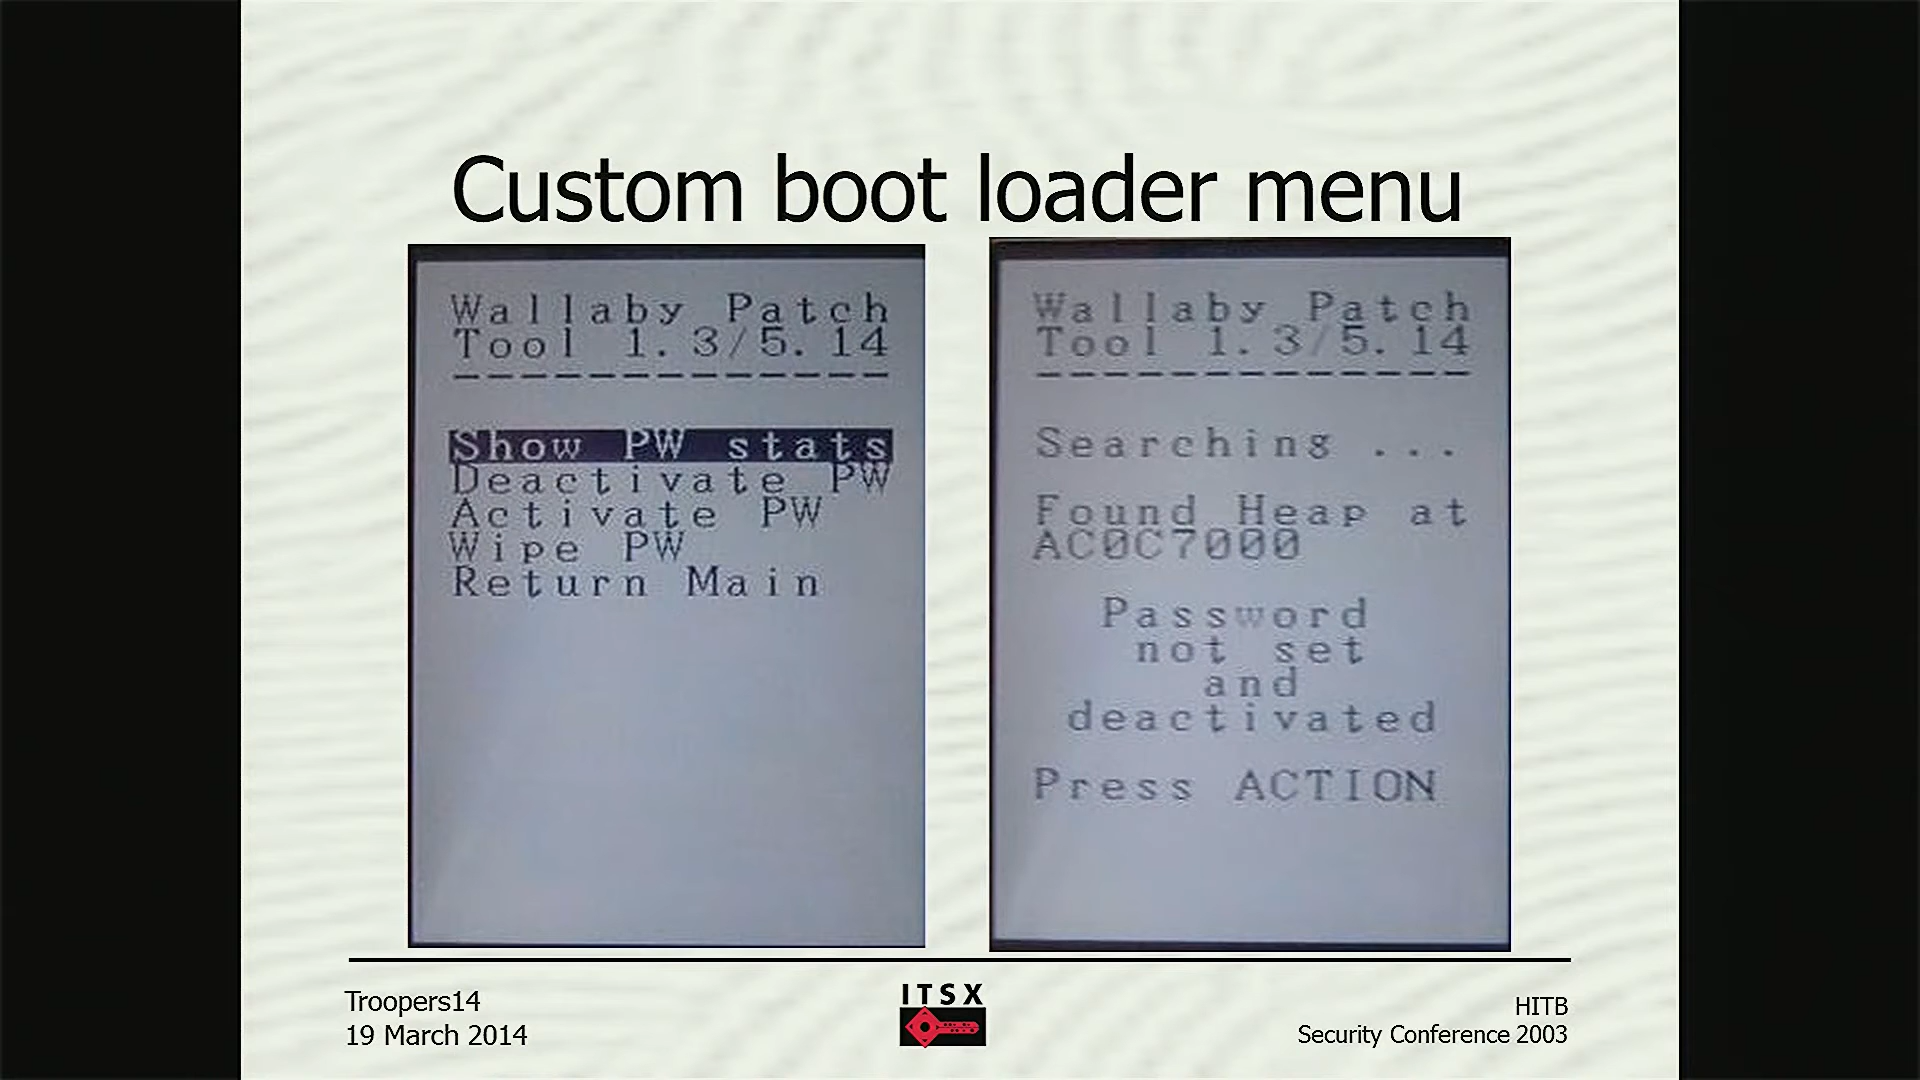 Custom boot loader menu
Wallaby Patch
Tool 1.3/5.14
-------------
Show PW stats
Deactivate PW
Activate PW
Wipe PW
Return Main
Wallaby Patch
Tool 1.3/5.14
-------------
Searching ...
Found Heap at
AC0C7000
Password
not set
and
deactivated
Press ACTION
Troopers14
19 March 2014
ITSX
HITB
Security Conference 2003